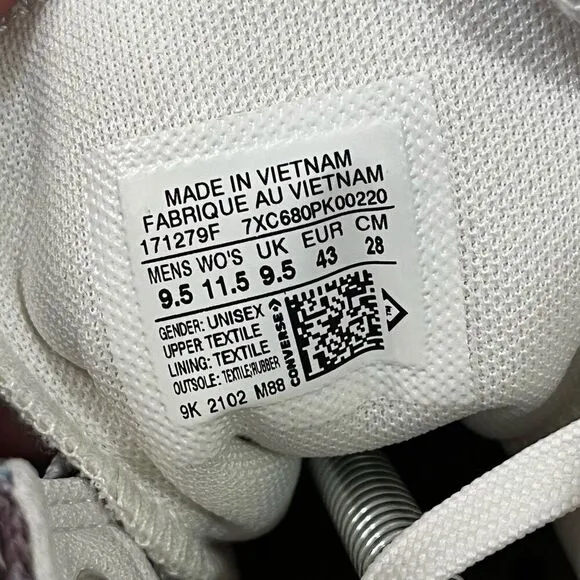 MADE IN VIETNAM
FABRIQUE AU VIETNAM
171279F 7XC680PK00220
MENS WO'S UK EUR CM
9.5 11.5 9.5 43 28
GENDER: UNISEX
UPPER: TEXTILE
LINING: TEXTILE
OUTSOLE: TEXTILE/RUBBER
9K 2102 M88
CONVERSE
TM